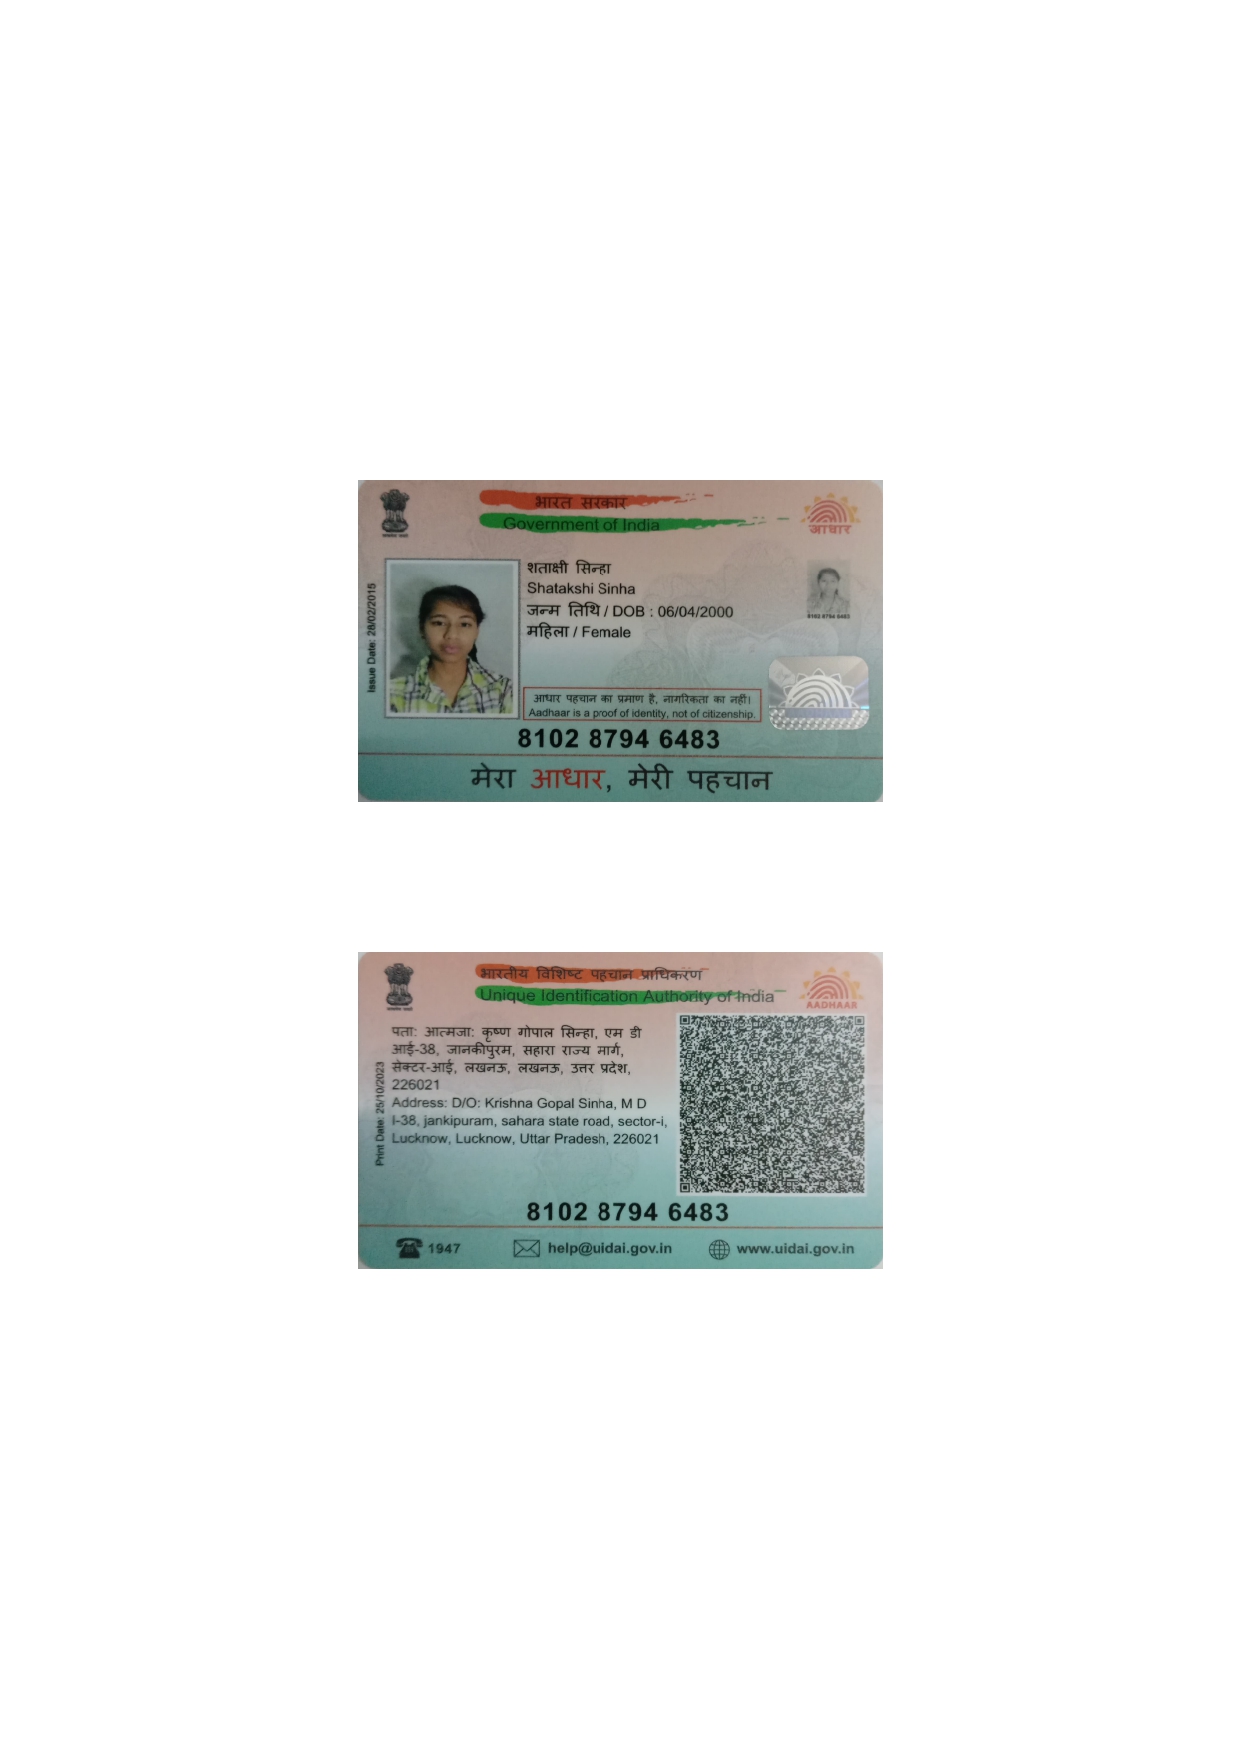 भारत सरकार
Government of India
आधार
शताक्षी सिन्हा
Shatakshi Sinha
जन्म तिथि / DOB : 06/04/2000
महिला / Female
Issue Date: 28/02/2015
8102 8794 6483
आधार पहचान का प्रमाण है, नागरिकता का नहीं।
Aadhaar is a proof of identity, not of citizenship.
8102 8794 6483
मेरा आधार, मेरी पहचान
भारतीय विशिष्ट पहचान प्राधिकरण
Unique Identification Authority of India
AADHAAR
पता: आत्मजा: कृष्ण गोपाल सिन्हा, एम डी
आई-38, जानकीपुरम, सहारा राज्य मार्ग,
सेक्टर-आई, लखनऊ, लखनऊ, उत्तर प्रदेश,
226021
Address: D/O: Krishna Gopal Sinha, M D
I-38, jankipuram, sahara state road, sector-i,
Lucknow, Lucknow, Uttar Pradesh, 226021
Print Date: 25/10/2023
8102 8794 6483
1947
help@uidai.gov.in
www.uidai.gov.in